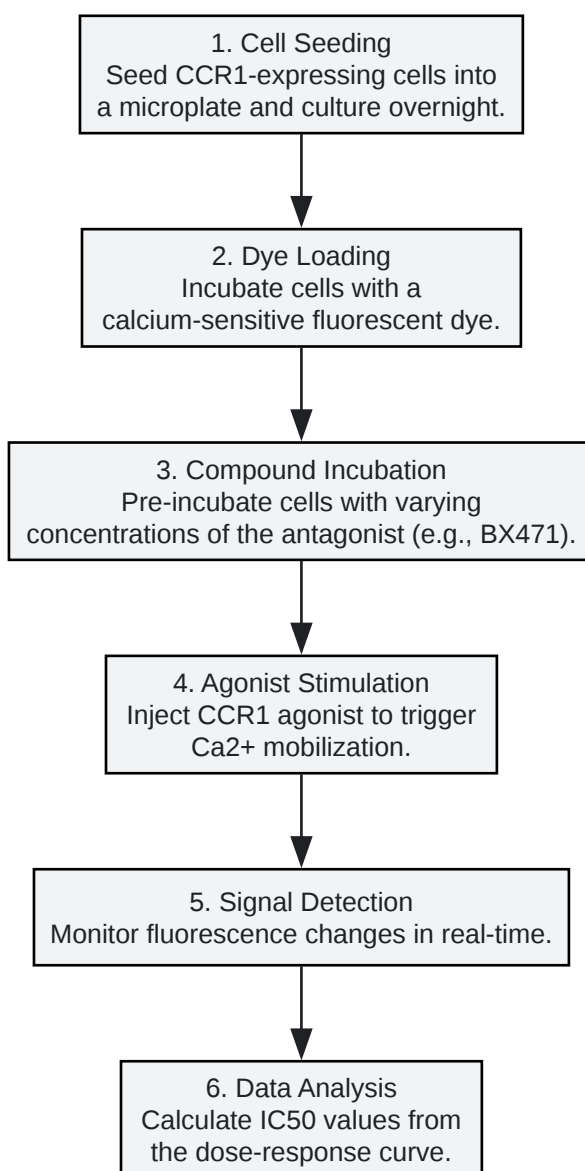 1. Cell Seeding
Seed CCR1-expressing cells into
a microplate and culture overnight.
2. Dye Loading
Incubate cells with a
calcium-sensitive fluorescent dye.
3. Compound Incubation
Pre-incubate cells with varying
concentrations of the antagonist (e.g., BX471).
4. Agonist Stimulation
Inject CCR1 agonist to trigger
Ca2+ mobilization.
5. Signal Detection
Monitor fluorescence changes in real-time.
6. Data Analysis
Calculate IC50 values from
the dose-response curve.